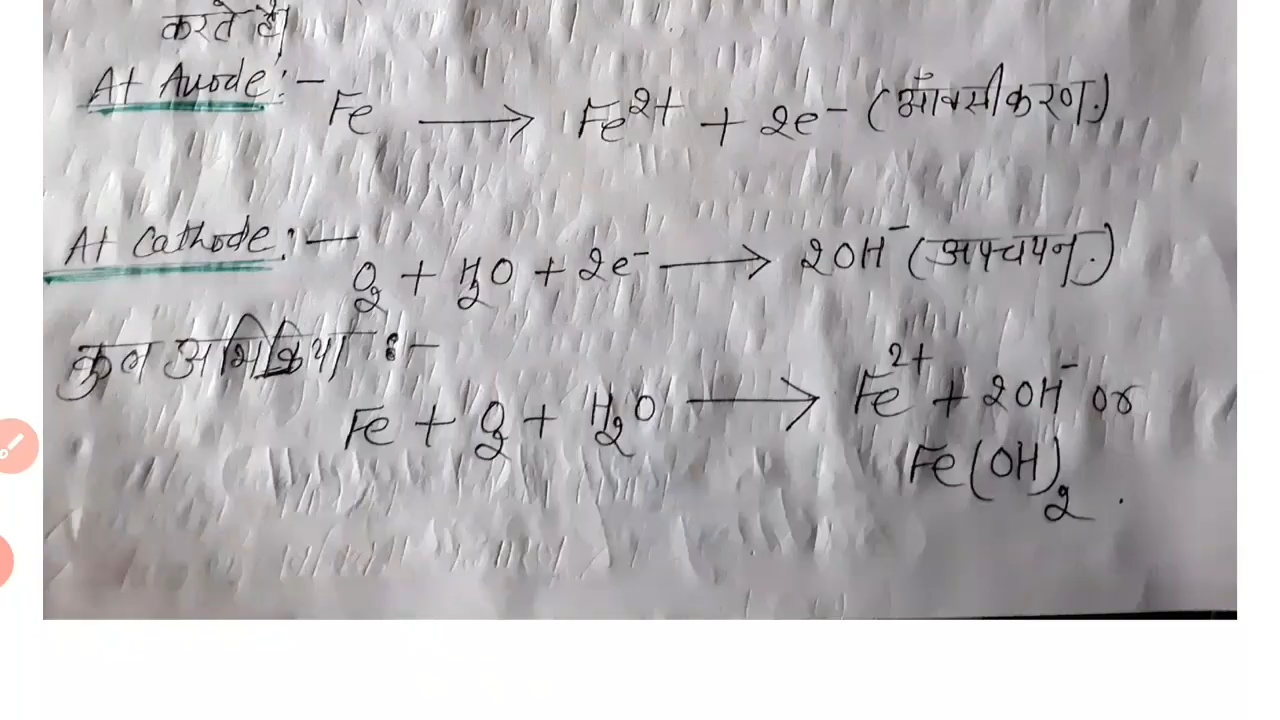 करते हैं।
At Anode:-
Fe ⟶ Fe²⁺ + 2e⁻ (ऑक्सीकरण.)
At Cathode:-
O₂ + H₂O + 2e⁻ ⟶ 2OH⁻ (अपचयन.)
कुल अभिक्रिया :-
Fe + O₂ + H₂O ⟶ Fe²⁺ + 2OH⁻ or
Fe(OH)₂.